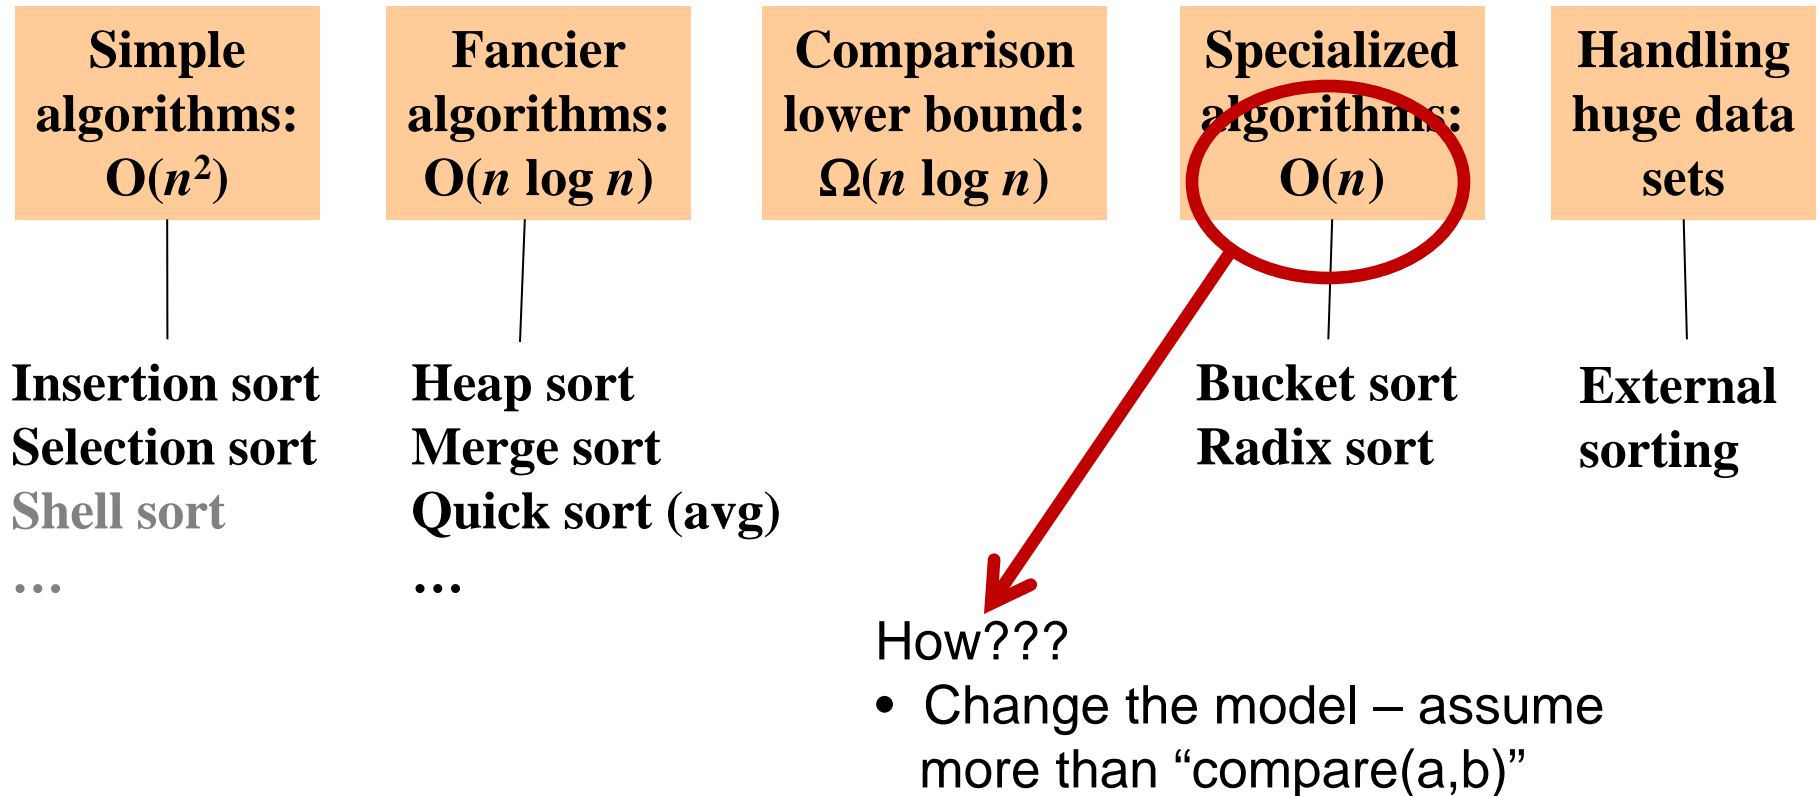 Simple
algorithms:
O(n²)
Fancier
algorithms:
O(n log n)
Comparison
lower bound:
Ω(n log n)
Specialized
algorithms:
O(n)
Handling
huge data
sets
Insertion sort
Selection sort
Shell sort
…
Heap sort
Merge sort
Quick sort (avg)
…
Bucket sort
Radix sort
External
sorting
How???
• Change the model – assume
more than “compare(a,b)”